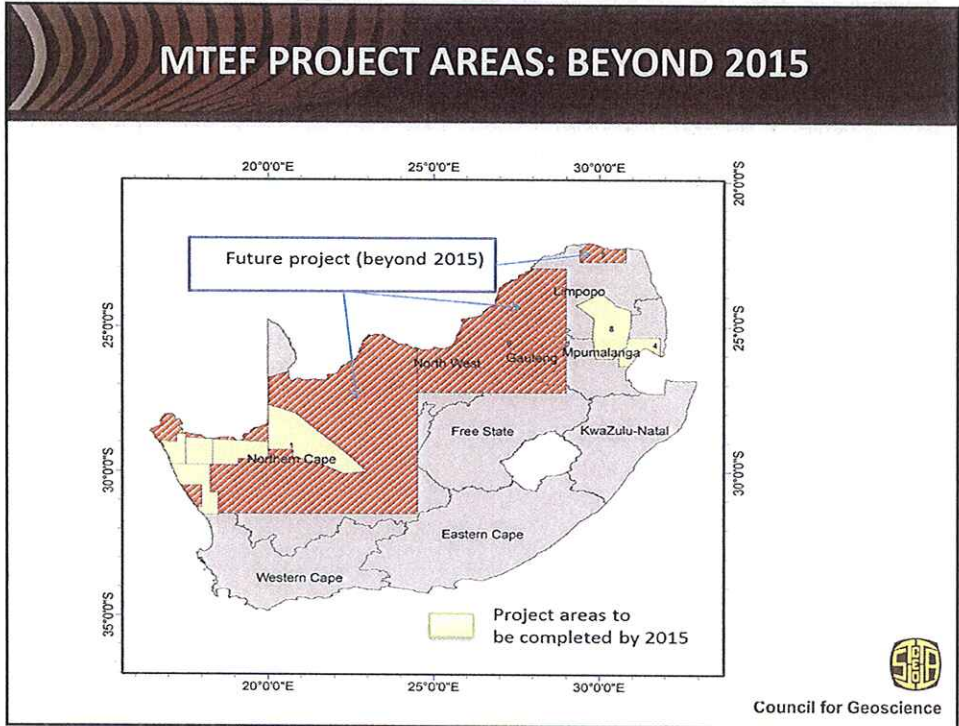 MTEF PROJECT AREAS: BEYOND 2015
20°0'0"E 25°0'0"E 30°0'0"E
20°0'0"S
Future project (beyond 2015)
Limpopo
25°0'0"S
8
4
25°0'0"S
North West
Gauteng
Mpumalanga
Free State
KwaZulu-Natal
1
Northern Cape
30°0'0"S
30°0'0"S
Eastern Cape
Western Cape
35°0'0"S
Project areas to
be completed by 2015
20°0'0"E 25°0'0"E 30°0'0"E
Council for Geoscience